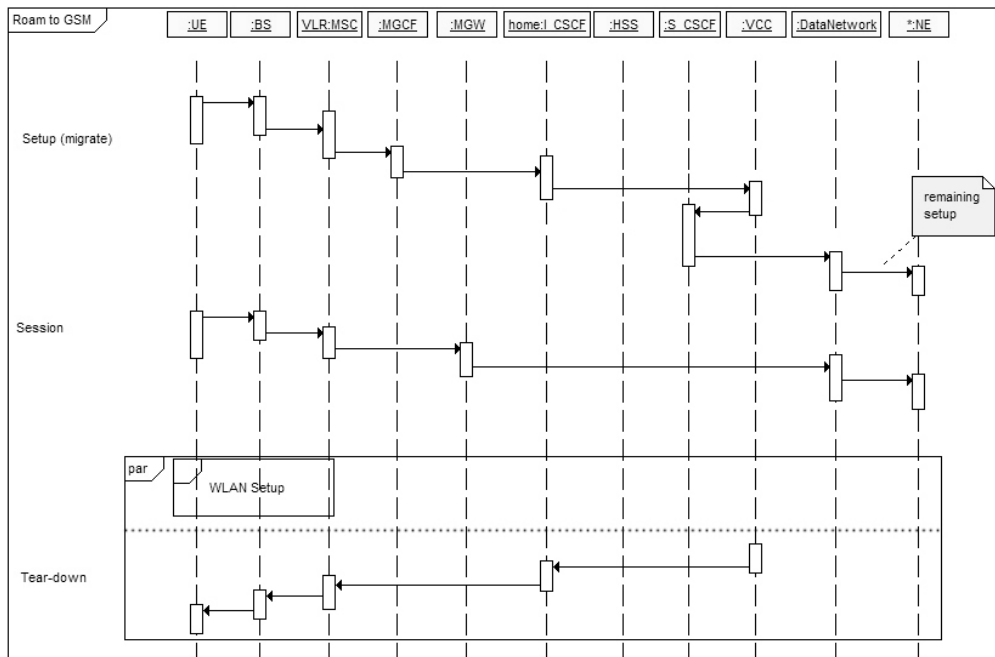 Roam to GSM
:UE
:BS
VLR:MSC
:MGCF
:MGW
home:I_CSCF
:HSS
:S_CSCF
:VCC
:DataNetwork
*:NE
Setup (migrate)
remaining
setup
Session
par
WLAN Setup
Tear-down